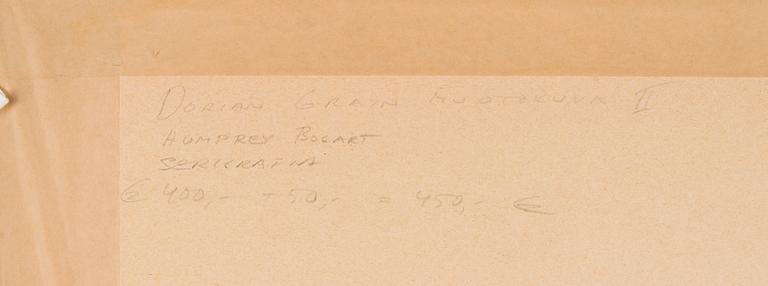 DORIAN GRAYN MUOTOKUVA II
HUMPREY BOGART
SERIGRAFIA
€ 400,- + 50,- = 450,- €